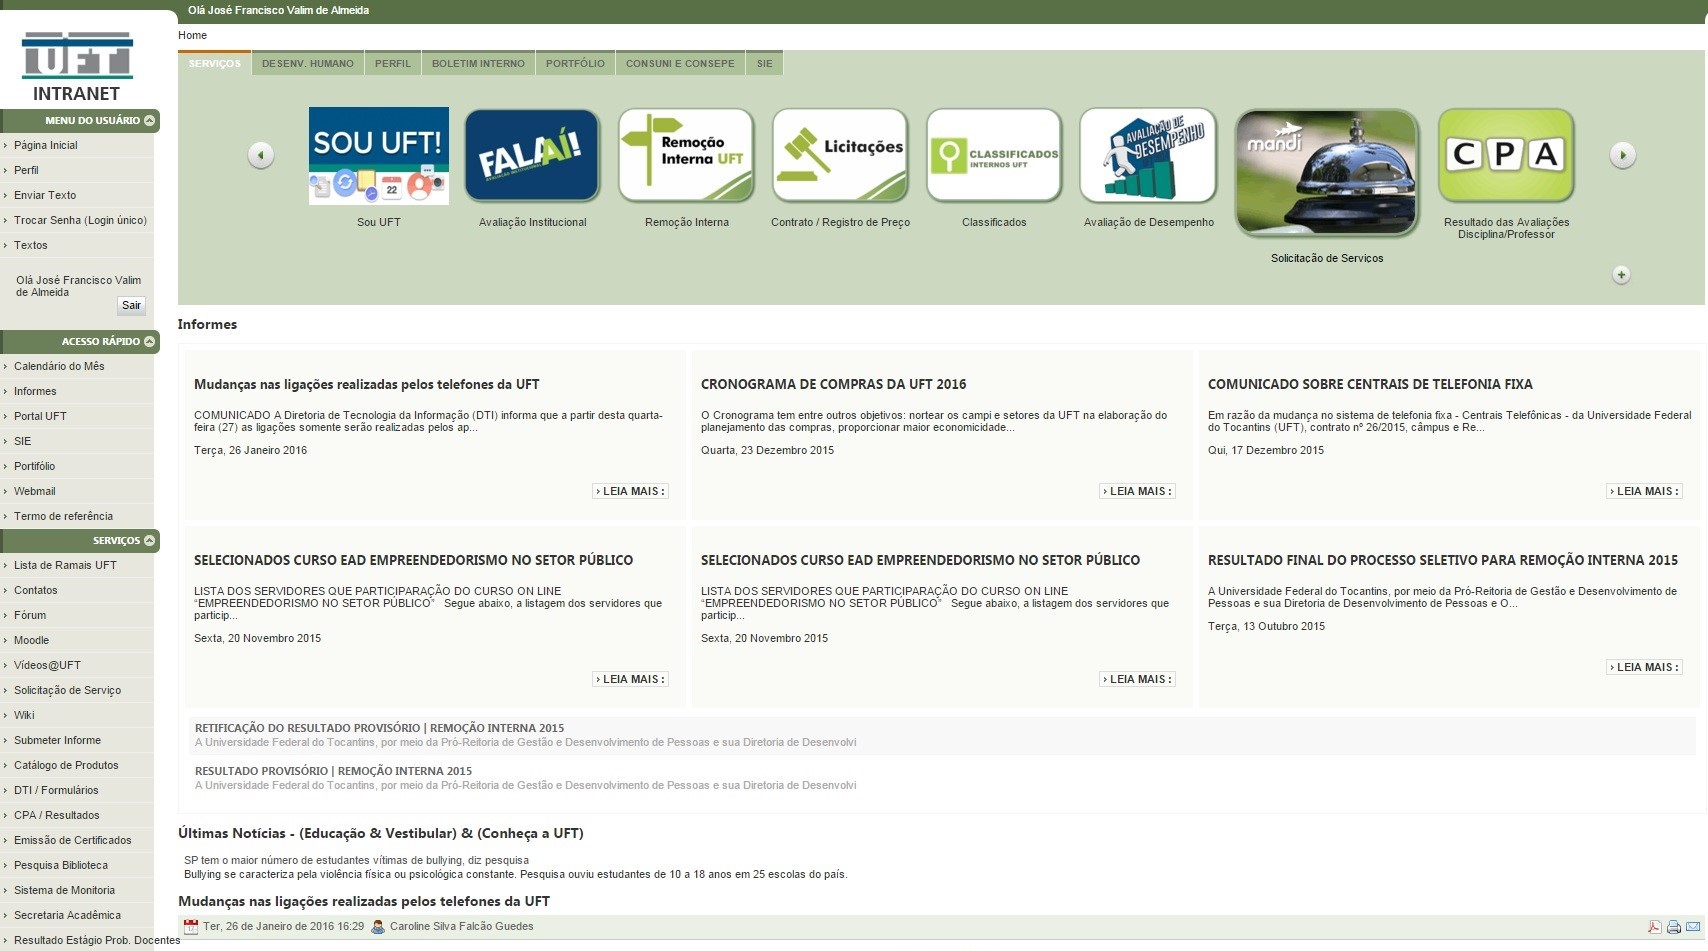 Olá José Francisco Valim de Almeida
UFT
INTRANET
MENU DO USUÁRIO
Página Inicial
Perfil
Enviar Texto
Trocar Senha (Login único)
Textos
Olá José Francisco Valim
de Almeida
Sair
ACESSO RÁPIDO
Calendário do Mês
Informes
Portal UFT
SIE
Portifólio
Webmail
Termo de referência
SERVIÇOS
Lista de Ramais UFT
Contatos
Fórum
Moodle
Vídeos@UFT
Solicitação de Serviço
Wiki
Submeter Informe
Catálogo de Produtos
DTI / Formulários
CPA / Resultados
Emissão de Certificados
Pesquisa Biblioteca
Sistema de Monitoria
Secretaria Acadêmica
Resultado Estágio Prob. Docentes
Home
SERVIÇOS DESENV. HUMANO PERFIL BOLETIM INTERNO PORTFÓLIO CONSUNI E CONSEPE SIE
SOU UFT!
22
Sou UFT
FALAÍ!
AVALIAÇÃO INSTITUCIONAL
Avaliação Institucional
Remoção
Interna UFT
Remoção Interna
Licitações
Contrato / Registro de Preço
CLASSIFICADOS
INTERNOS UFT
Classificados
AVALIAÇÃO DE
DESEMPENHO
Avaliação de Desempenho
mandi
Solicitação de Serviços
CPA
Resultado das Avaliações
Disciplina/Professor
Informes
Mudanças nas ligações realizadas pelos telefones da UFT
COMUNICADO A Diretoria de Tecnologia da Informação (DTI) informa que a partir desta quarta-
feira (27) as ligações somente serão realizadas pelos ap...
Terça, 26 Janeiro 2016
LEIA MAIS :
CRONOGRAMA DE COMPRAS DA UFT 2016
O Cronograma tem entre outros objetivos: nortear os campi e setores da UFT na elaboração do
planejamento das compras, proporcionar maior economicidade...
Quarta, 23 Dezembro 2015
LEIA MAIS :
COMUNICADO SOBRE CENTRAIS DE TELEFONIA FIXA
Em razão da mudança no sistema de telefonia fixa - Centrais Telefônicas - da Universidade Federal
do Tocantins (UFT), contrato nº 26/2015, câmpus e Re...
Qui, 17 Dezembro 2015
LEIA MAIS :
SELECIONADOS CURSO EAD EMPREENDEDORISMO NO SETOR PÚBLICO
LISTA DOS SERVIDORES QUE PARTICIPARAÇÃO DO CURSO ON LINE
“EMPREENDEDORISMO NO SETOR PÚBLICO” Segue abaixo, a listagem dos servidores que
particip...
Sexta, 20 Novembro 2015
LEIA MAIS :
SELECIONADOS CURSO EAD EMPREENDEDORISMO NO SETOR PÚBLICO
LISTA DOS SERVIDORES QUE PARTICIPARAÇÃO DO CURSO ON LINE
“EMPREENDEDORISMO NO SETOR PÚBLICO” Segue abaixo, a listagem dos servidores que
particip...
Sexta, 20 Novembro 2015
LEIA MAIS :
RESULTADO FINAL DO PROCESSO SELETIVO PARA REMOÇÃO INTERNA 2015
A Universidade Federal do Tocantins, por meio da Pró-Reitoria de Gestão e Desenvolvimento de
Pessoas e sua Diretoria de Desenvolvimento de Pessoas e O...
Terça, 13 Outubro 2015
LEIA MAIS :
RETIFICAÇÃO DO RESULTADO PROVISÓRIO | REMOÇÃO INTERNA 2015
A Universidade Federal do Tocantins, por meio da Pró-Reitoria de Gestão e Desenvolvimento de Pessoas e sua Diretoria de Desenvolvi
RESULTADO PROVISÓRIO | REMOÇÃO INTERNA 2015
A Universidade Federal do Tocantins, por meio da Pró-Reitoria de Gestão e Desenvolvimento de Pessoas e sua Diretoria de Desenvolvi
Últimas Notícias - (Educação & Vestibular) & (Conheça a UFT)
SP tem o maior número de estudantes vítimas de bullying, diz pesquisa
Bullying se caracteriza pela violência física ou psicológica constante. Pesquisa ouviu estudantes de 10 a 18 anos em 25 escolas do país.
Mudanças nas ligações realizadas pelos telefones da UFT
Ter, 26 de Janeiro de 2016 16:29 Caroline Silva Falcão Guedes